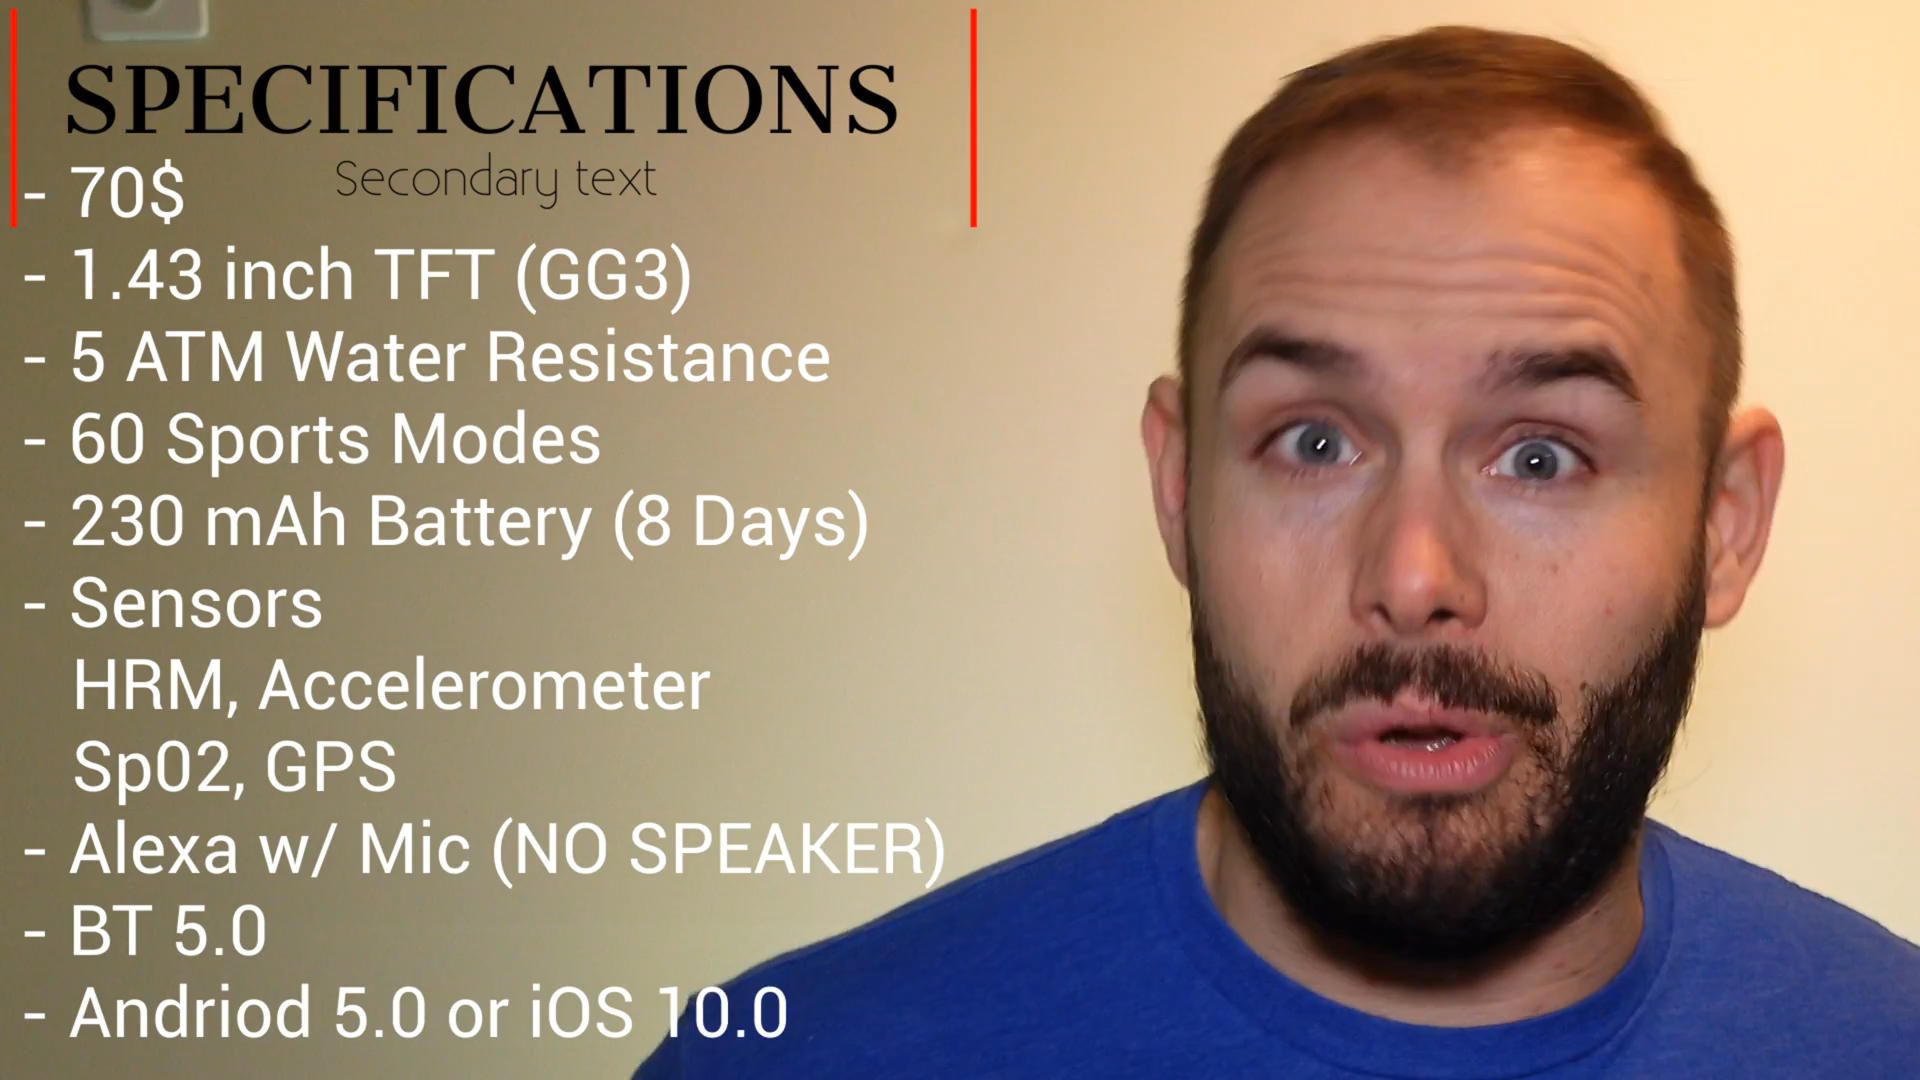 SPECIFICATIONS
Secondary text
- 70$
- 1.43 inch TFT (GG3)
- 5 ATM Water Resistance
- 60 Sports Modes
- 230 mAh Battery (8 Days)
- Sensors
HRM, Accelerometer
Sp02, GPS
- Alexa w/ Mic (NO SPEAKER)
- BT 5.0
- Andriod 5.0 or iOS 10.0